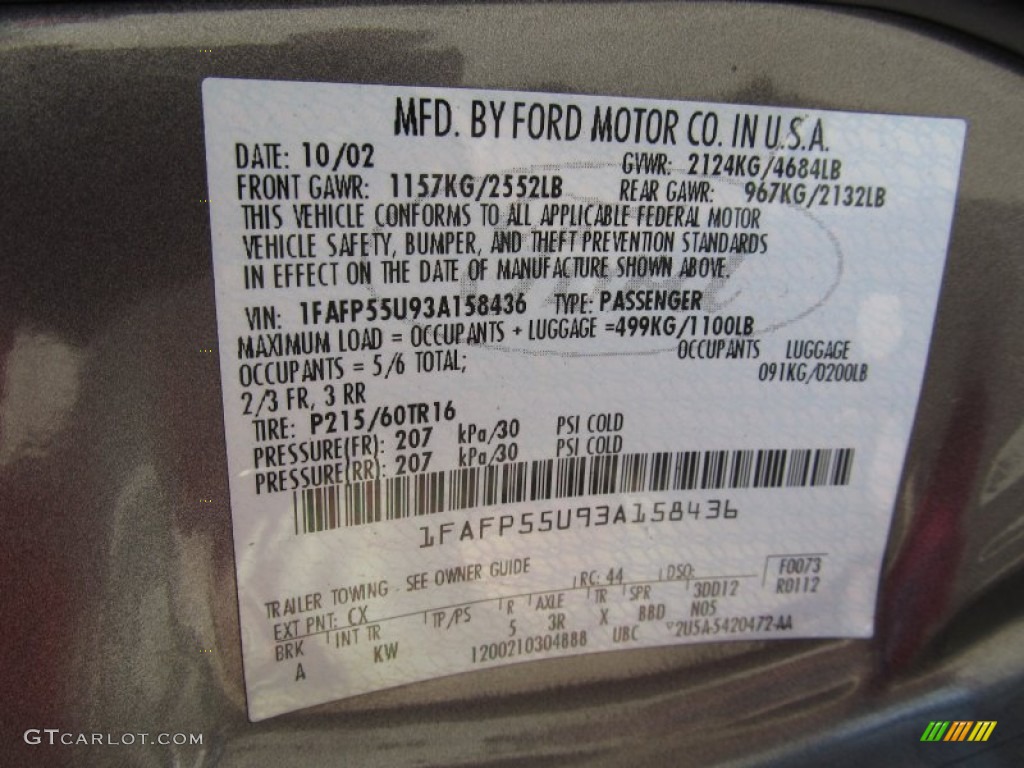 MFD. BY FORD MOTOR CO. IN U.S.A.
DATE: 10/02 GVWR: 2124KG/4684LB
FRONT GAWR: 1157KG/2552LB REAR GAWR: 967KG/2132LB
THIS VEHICLE CONFORMS TO ALL APPLICABLE FEDERAL MOTOR
VEHICLE SAFETY, BUMPER, AND THEFT PREVENTION STANDARDS
IN EFFECT ON THE DATE OF MANUFACTURE SHOWN ABOVE.
VIN: 1FAFP55U93A158436 TYPE: PASSENGER
MAXIMUM LOAD = OCCUPANTS + LUGGAGE =499KG/1100LB
OCCUPANTS = 5/6 TOTAL; OCCUPANTS LUGGAGE
2/3 FR, 3 RR 091KG/0200LB
TIRE: P215/60TR16
PRESSURE(FR): 207 kPa/30 PSI COLD
PRESSURE(RR): 207 kPa/30 PSI COLD
1FAFP55U93A158436
TRAILER TOWING - SEE OWNER GUIDE
EXT PNT: CX RC: 44 DSO: F0073
BRK INT TR TP/PS R AXLE TR SPR 3DD12 R0112
A KW 5 3R X BBD N05
1200210304888 UBC 2U5A-5420472-AA
GTCARLOT.COM